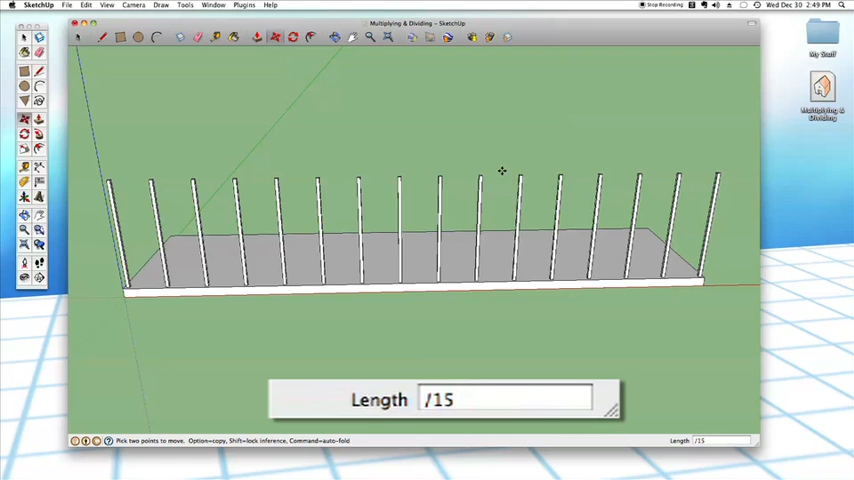 SketchUp File Edit View Camera Draw Tools Window Plugins Help
Stop Recording
Wed Dec 30 2:49 PM
Multiplying & Dividing – SketchUp
My Stuff
Multiplying &
Dividing
Length /15
Pick two points to move. Option=copy, Shift=lock inference, Command=auto-fold
Length /15